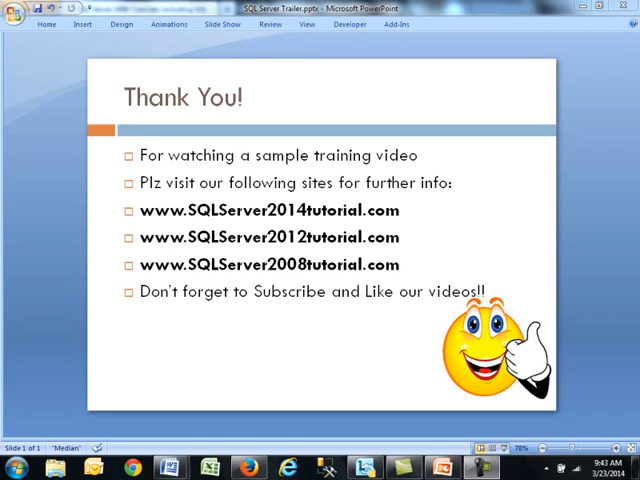 SQL Server Trailer.pptx - Microsoft PowerPoint
Home Insert Design Animations Slide Show Review View Developer Add-Ins
Thank You!
For watching a sample training video
Plz visit our following sites for further info:
www.SQLServer2014tutorial.com
www.SQLServer2012tutorial.com
www.SQLServer2008tutorial.com
Don't forget to Subscribe and Like our videos!!
Slide 1 of 1 "Median" 78%
9:43 AM
3/23/2014